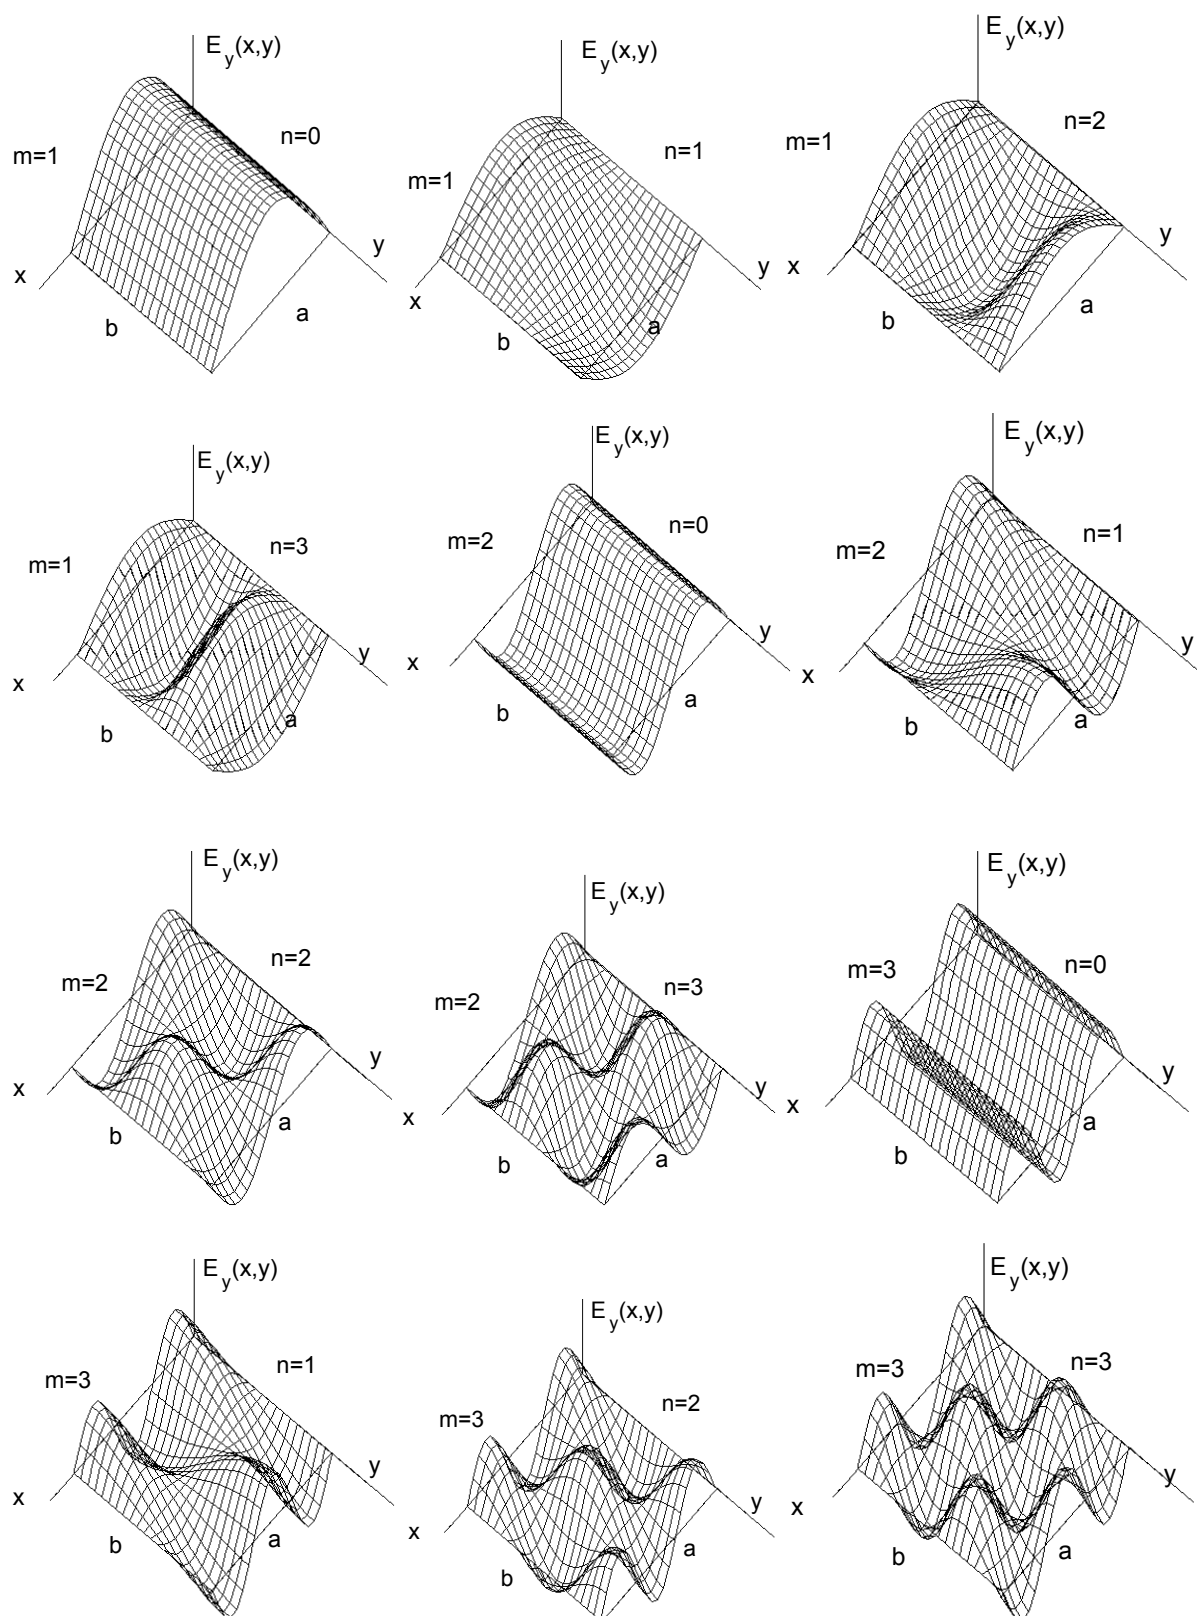 E_y(x,y)
m=1
n=0
x
y
b
a
E_y(x,y)
m=1
n=1
x
y
b
a
E_y(x,y)
m=1
n=2
x
y
b
a
E_y(x,y)
m=1
n=3
x
y
b
a
E_y(x,y)
m=2
n=0
x
y
b
a
E_y(x,y)
m=2
n=1
x
y
b
a
E_y(x,y)
m=2
n=2
x
y
b
a
E_y(x,y)
m=2
n=3
x
y
b
a
E_y(x,y)
m=3
n=0
x
y
b
a
E_y(x,y)
m=3
n=1
x
y
b
a
E_y(x,y)
m=3
n=2
x
y
b
a
E_y(x,y)
m=3
n=3
x
y
b
a